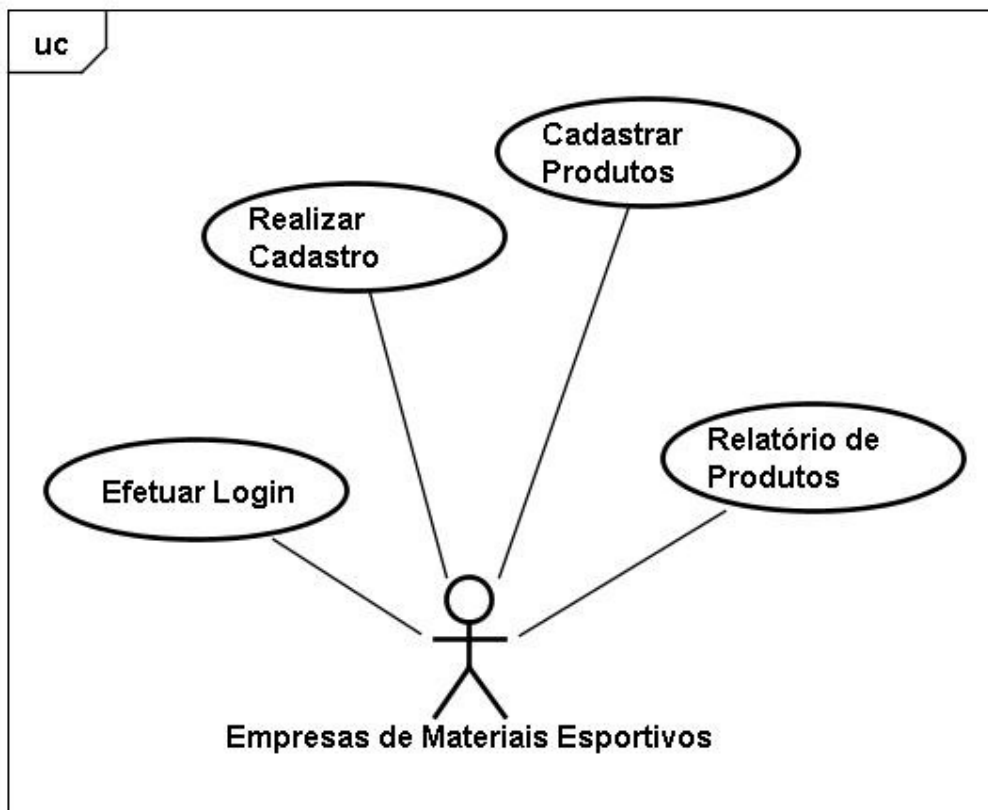 uc
Cadastrar
Produtos
Realizar
Cadastro
Relatório de
Produtos
Efetuar Login
Empresas de Materiais Esportivos